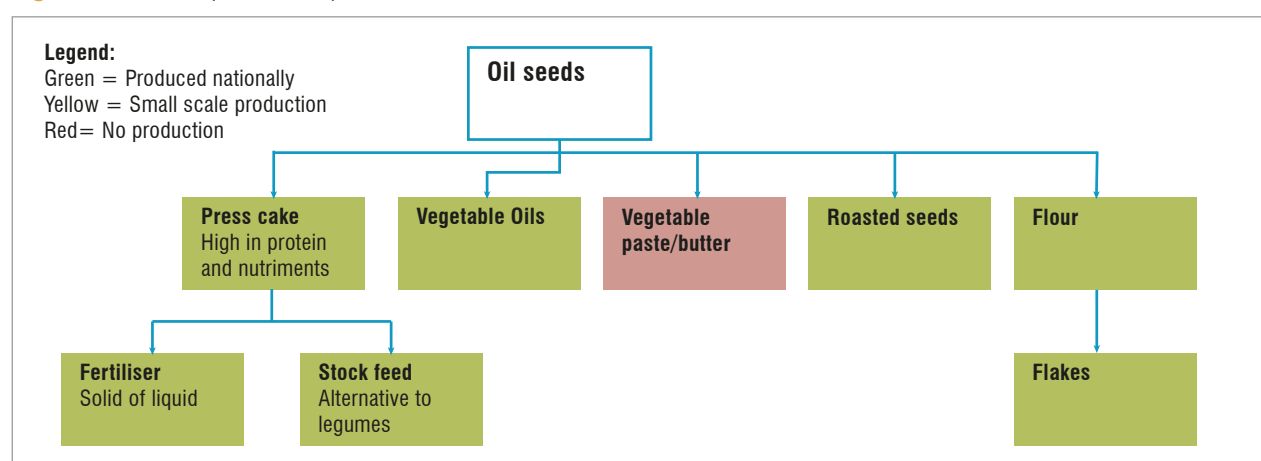 Legend:
Green = Produced nationally
Yellow = Small scale production
Red= No production
Oil seeds
Press cake
High in protein
and nutriments
Vegetable Oils
Vegetable
paste/butter
Roasted seeds
Flour
Fertiliser
Solid of liquid
Stock feed
Alternative to
legumes
Flakes